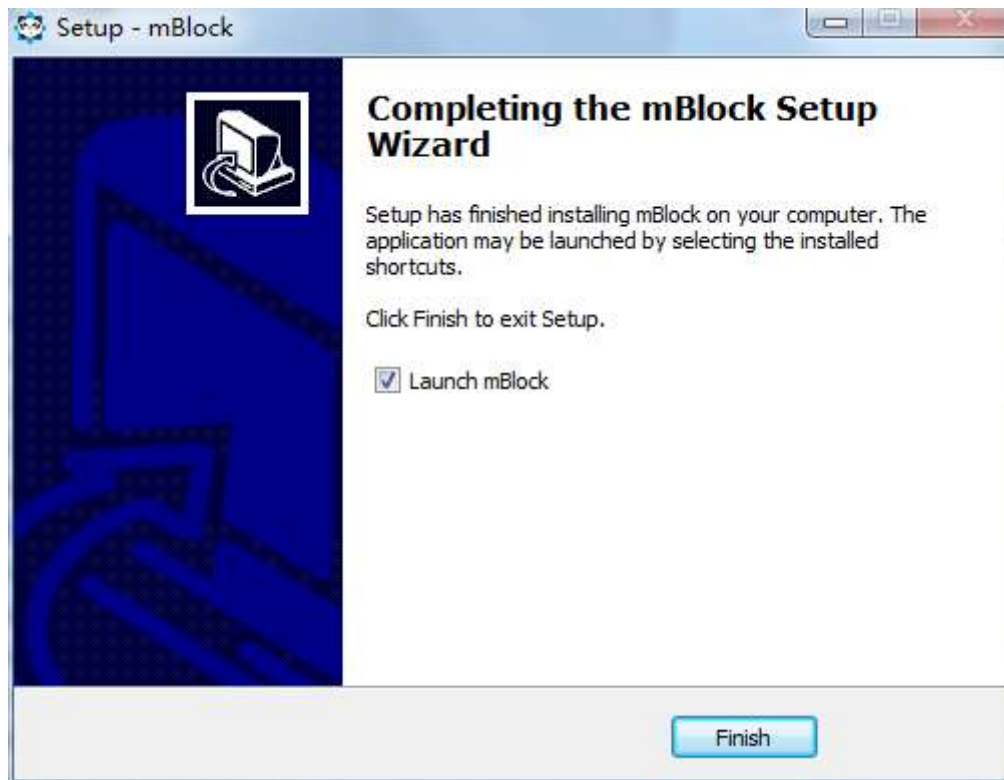 Setup - mBlock
Completing the mBlock Setup
Wizard
Setup has finished installing mBlock on your computer. The
application may be launched by selecting the installed
shortcuts.
Click Finish to exit Setup.
Launch mBlock
Finish